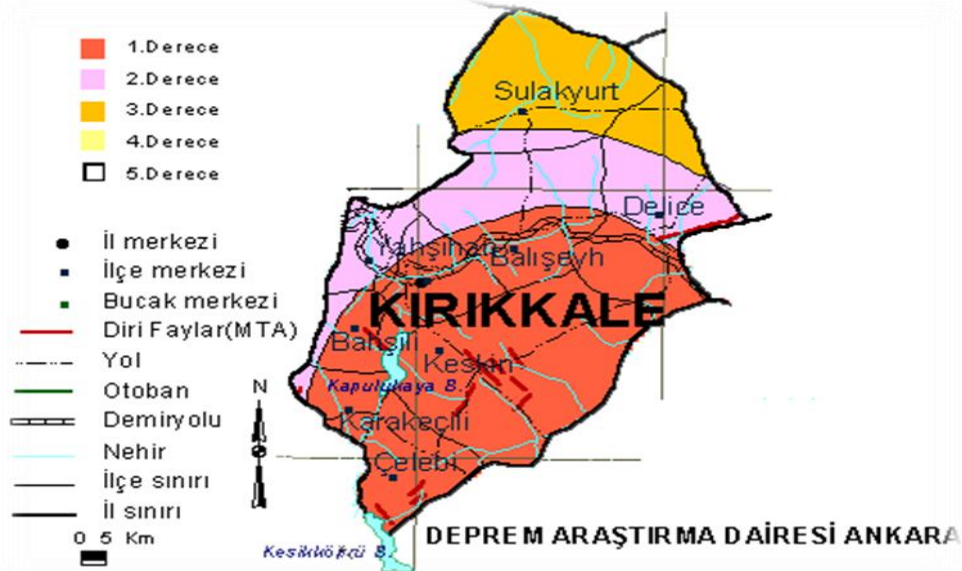 1.Derece
2.Derece
3.Derece
4.Derece
5.Derece
İl merkezi
İlçe merkezi
Bucak merkezi
Diri Faylar(MTA)
Yol
Otoban
Demiryolu
Nehir
İlçe sınırı
İl sınırı
0 5 Km
N
Sulakyurt
Delice
Yahşihan
Balışeyh
KIRIKKALE
Bahşılı
Keskin
Kapulukaya B.
Karakeçili
Çelebi
Kesikköprü B.
DEPREM ARAŞTIRMA DAİRESİ ANKARA